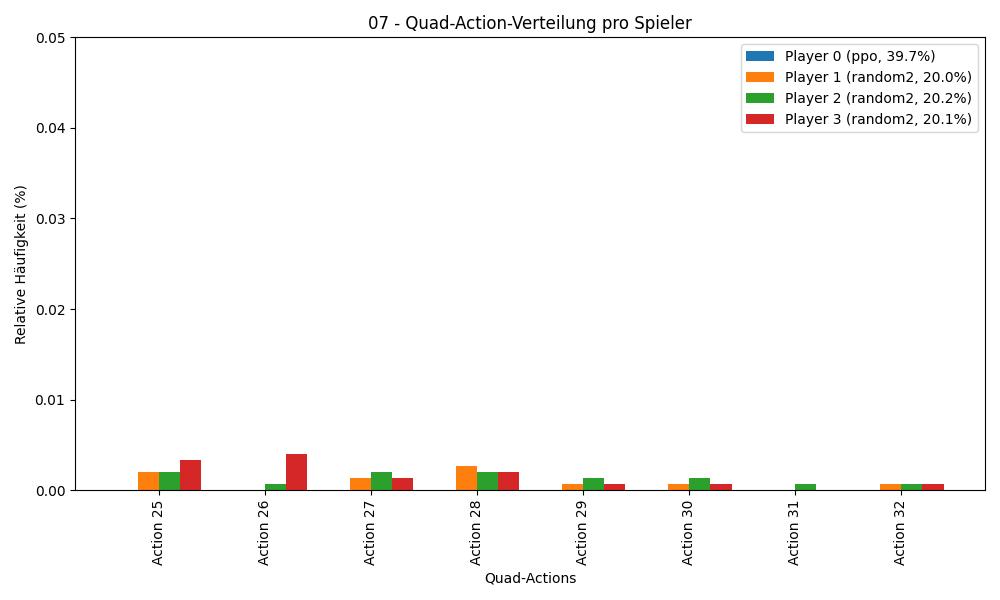 07 - Quad-Action-Verteilung pro Spieler
Player 0 (ppo, 39.7%)
Player 1 (random2, 20.0%)
Player 2 (random2, 20.2%)
Player 3 (random2, 20.1%)
Relative Häufigkeit (%)
0.05
0.04
0.03
0.02
0.01
0.00
Action 25
Action 26
Action 27
Action 28
Action 29
Action 30
Action 31
Action 32
Quad-Actions